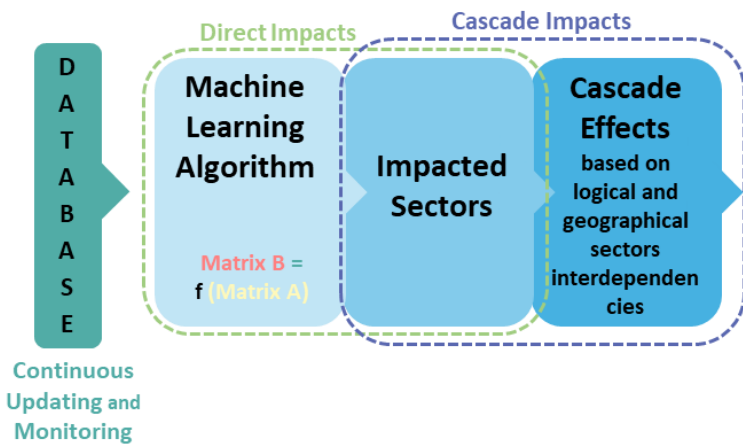 Direct Impacts
Cascade Impacts
D
A
T
A
B
A
S
E
Continuous
Updating and
Monitoring
Machine
Learning
Algorithm
Matrix B =
f (Matrix A)
Impacted
Sectors
Cascade
Effects
based on
logical and
geographical
sectors
interdependen
cies